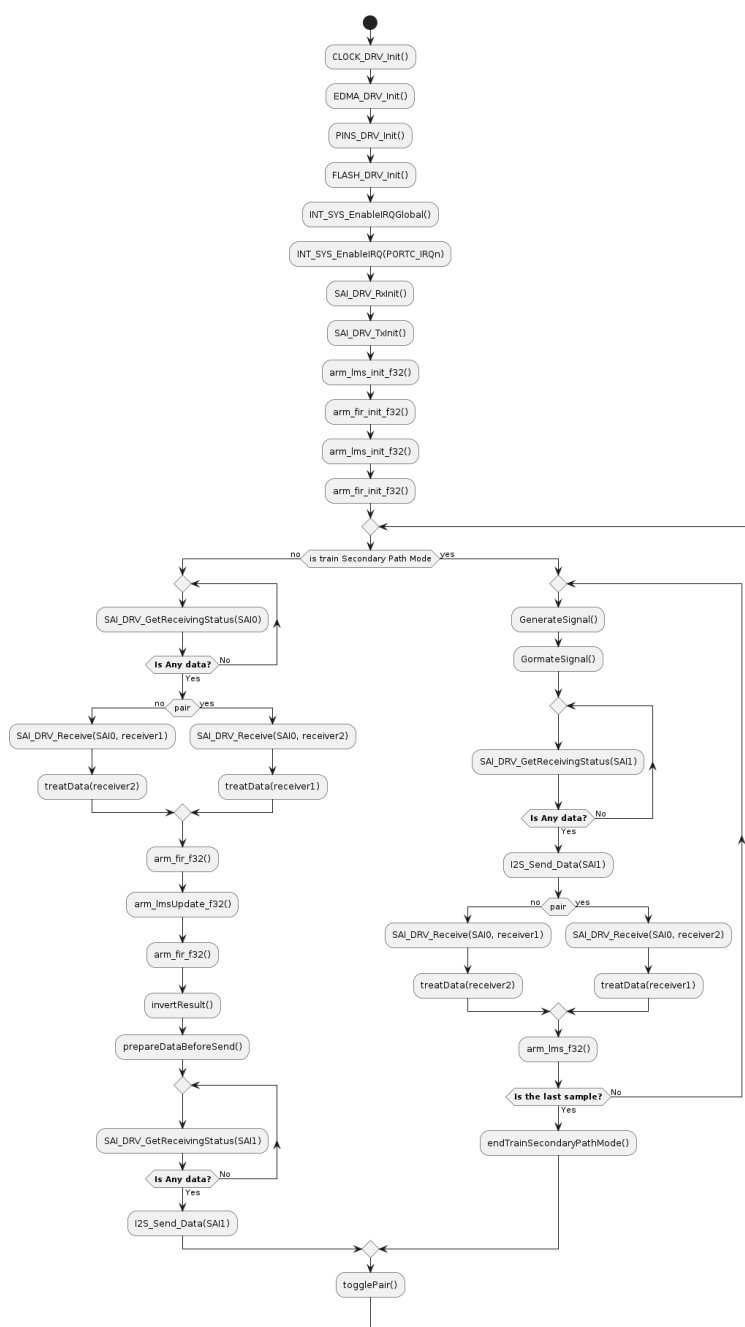 CLOCK_DRV_Init()
EDMA_DRV_Init()
PINS_DRV_Init()
FLASH_DRV_Init()
INT_SYS_EnableIRQGlobal()
INT_SYS_EnableIRQ(PORTC_IRQn)
SAI_DRV_RxInit()
SAI_DRV_TxInit()
arm_lms_init_f32()
arm_fir_init_f32()
arm_lms_init_f32()
arm_fir_init_f32()
no is train Secondary Path Mode yes
SAI_DRV_GetReceivingStatus(SAI0)
Is Any data? No
Yes
no pair yes
SAI_DRV_Receive(SAI0, receiver1)
SAI_DRV_Receive(SAI0, receiver2)
treatData(receiver2)
treatData(receiver1)
arm_fir_f32()
arm_lmsUpdate_f32()
arm_fir_f32()
invertResult()
prepareDataBeforeSend()
SAI_DRV_GetReceivingStatus(SAI1)
Is Any data? No
Yes
I2S_Send_Data(SAI1)
GenerateSignal()
GormateSignal()
SAI_DRV_GetReceivingStatus(SAI1)
Is Any data? No
Yes
I2S_Send_Data(SAI1)
no pair yes
SAI_DRV_Receive(SAI0, receiver1)
SAI_DRV_Receive(SAI0, receiver2)
treatData(receiver2)
treatData(receiver1)
arm_lms_f32()
Is the last sample? No
Yes
endTrainSecondaryPathMode()
togglePair()